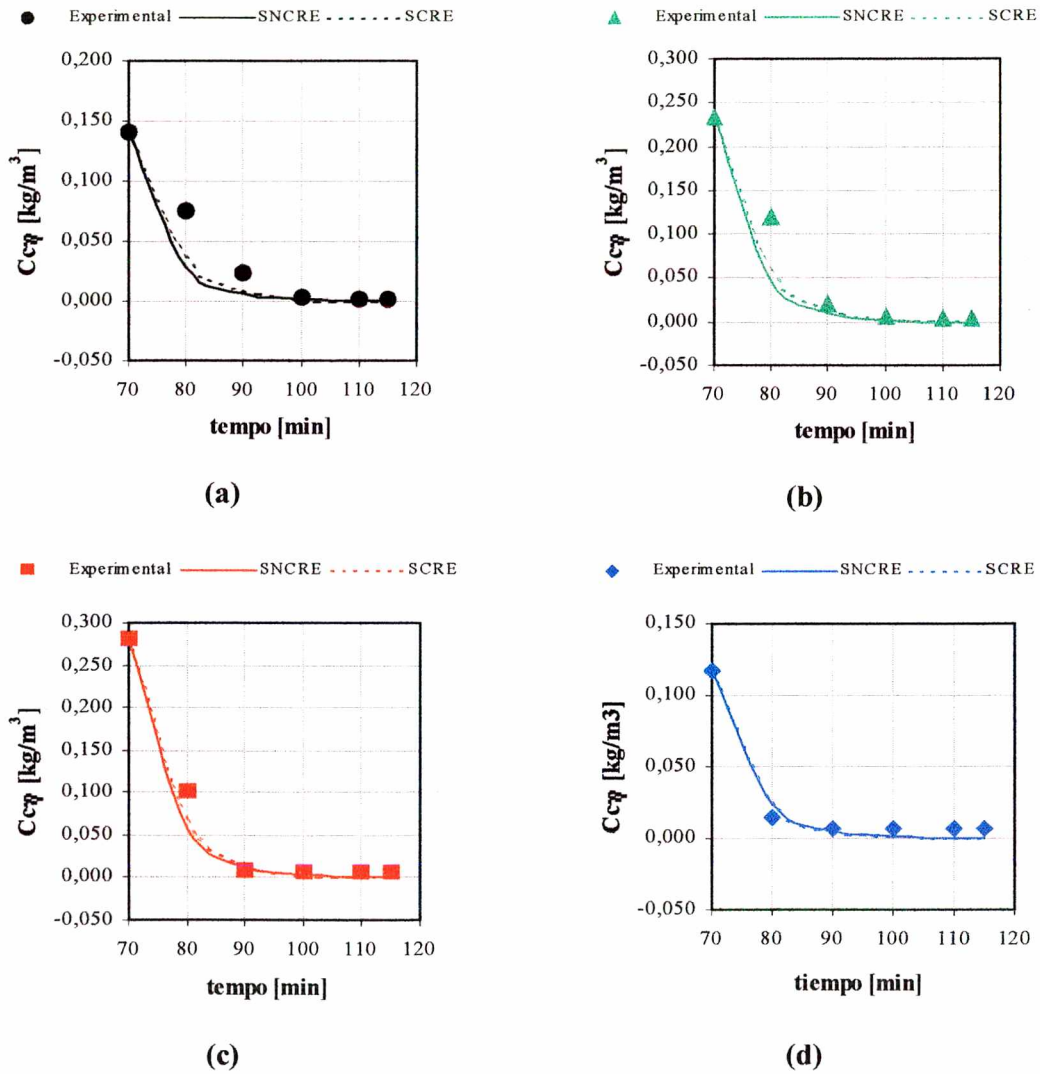 Experimental SNCRE SCRE
0,200
0,150
0,100
0,050
0,000
-0,050
Ccη [kg/m³]
70 80 90 100 110 120
tempo [min]
(a)
Experimental SNCRE SCRE
0,300
0,250
0,200
0,150
0,100
0,050
0,000
-0,050
Ccη [kg/m³]
70 80 90 100 110 120
tempo [min]
(b)
Experimental SNCRE SCRE
0,300
0,250
0,200
0,150
0,100
0,050
0,000
-0,050
Ccη [kg/m³]
70 80 90 100 110 120
tempo [min]
(c)
Experimental SNCRE SCRE
0,150
0,100
0,050
0,000
-0,050
Ccη [kg/m3]
70 80 90 100 110 120
tiempo [min]
(d)